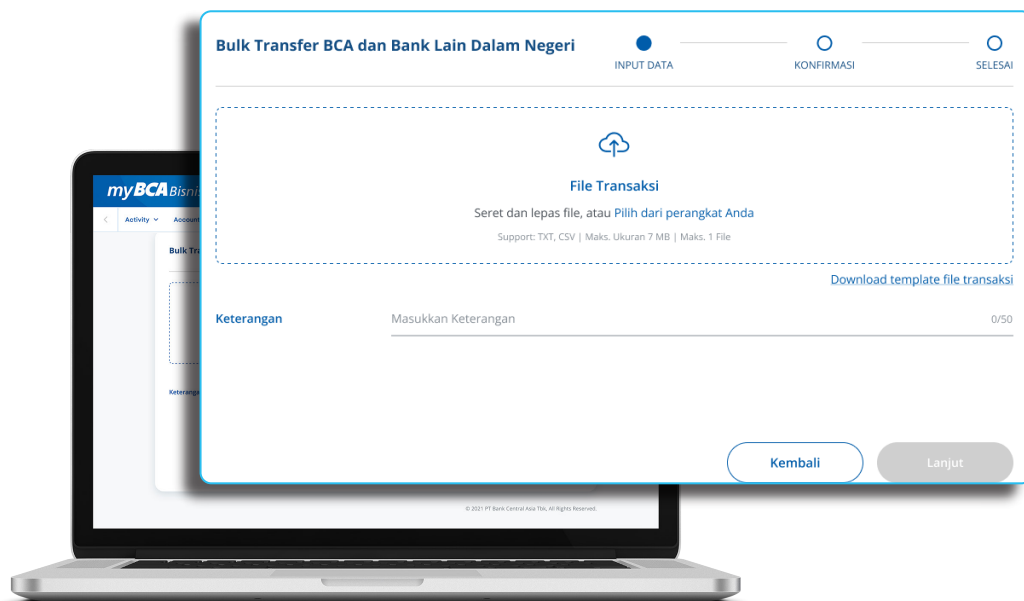 Bulk Transfer BCA dan Bank Lain Dalam Negeri
INPUT DATA
KONFIRMASI
SELESAI
File Transaksi
Seret dan lepas file, atau Pilih dari perangkat Anda
Support: TXT, CSV | Maks. Ukuran 7 MB | Maks. 1 File
Download template file transaksi
Keterangan
Masukkan Keterangan
0/50
Kembali
Lanjut
myBCA Bisnis
Activity
Account
Bulk
© 2021 PT Bank Central Asia Tbk, All Rights Reserved.